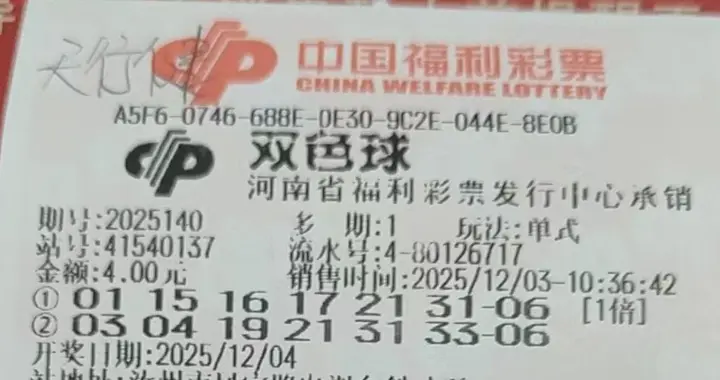 天行健
中国福利彩票
CHINA WELFARE LOTTERY
A5F6-0746-688E-0E30-9C2E-044E-8E0B
双色球
河南省福利彩票发行中心承销
期号:2025140 多 期:1 玩法:单式
站号:41540137 流水号:4-80126717
金额:4.00元 销售时间:2025/12/03-10:36:42
① 01 15 16 17 21 31-06 [1倍]
② 03 04 19 21 31 33-06
开奖日期:2025/12/04